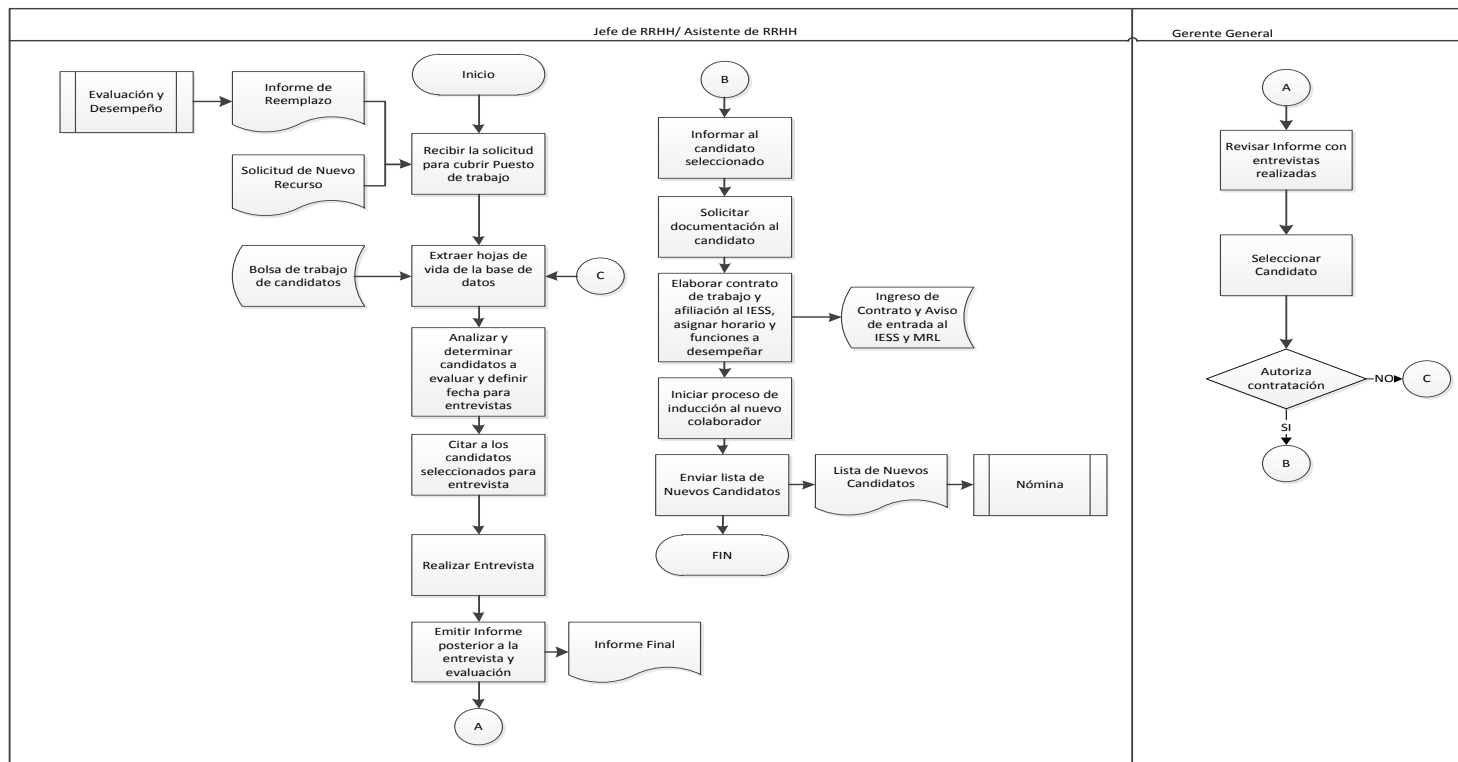 Jefe de RRHH/ Asistente de RRHH
Gerente General
Evaluación y
Desempeño
Informe de
Reemplazo
Solicitud de Nuevo
Recurso
Inicio
Recibir la solicitud
para cubrir Puesto
de trabajo
Bolsa de trabajo
de candidatos
Extraer hojas de
vida de la base de
datos
C
Analizar y
determinar
candidatos a
evaluar y definir
fecha para
entrevistas
Citar a los
candidatos
seleccionados para
entrevista
Realizar Entrevista
Emitir Informe
posterior a la
entrevista y
evaluación
Informe Final
A
B
Informar al
candidato
seleccionado
Solicitar
documentación al
candidato
Elaborar contrato
de trabajo y
afiliación al IESS,
asignar horario y
funciones a
desempeñar
Ingreso de
Contrato y Aviso
de entrada al
IESS y MRL
Iniciar proceso de
inducción al nuevo
colaborador
Enviar lista de
Nuevos Candidatos
Lista de Nuevos
Candidatos
Nómina
FIN
A
Revisar Informe con
entrevistas
realizadas
Seleccionar
Candidato
Autoriza
contratación
NO
C
SI
B